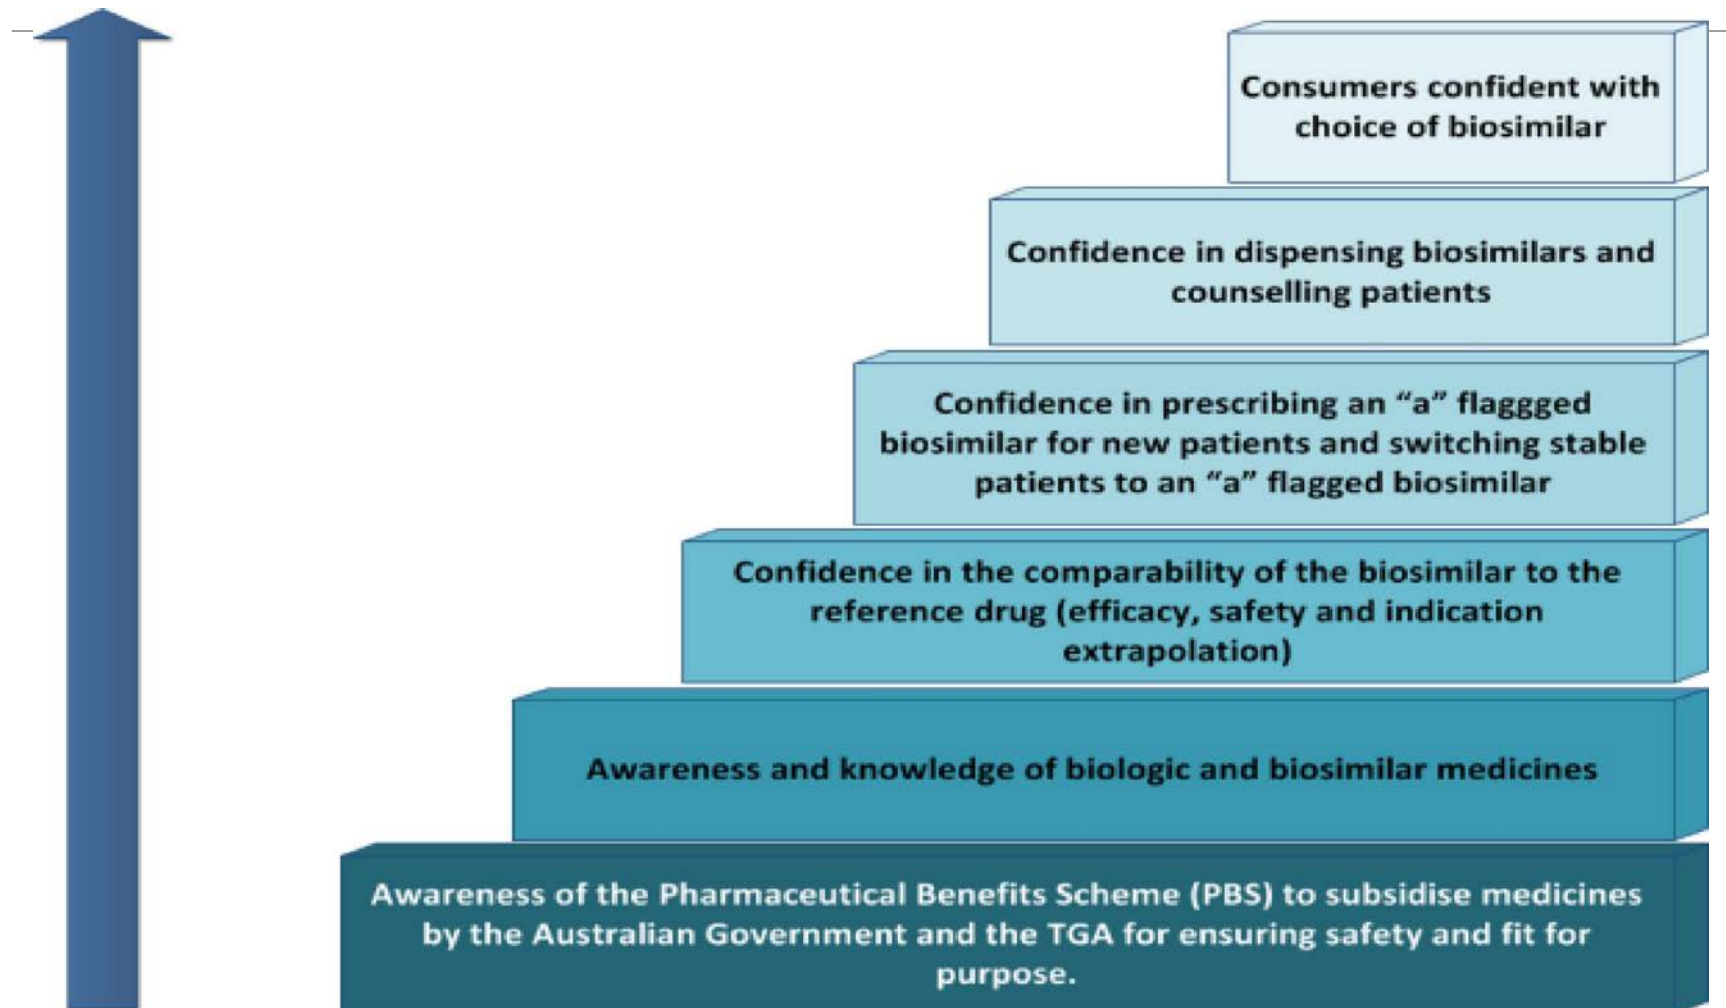 Consumers confident with
choice of biosimilar
Confidence in dispensing biosimilars and
counselling patients
Confidence in prescribing an “a” flaggged
biosimilar for new patients and switching stable
patients to an “a” flagged biosimilar
Confidence in the comparability of the biosimilar to the
reference drug (efficacy, safety and indication
extrapolation)
Awareness and knowledge of biologic and biosimilar medicines
Awareness of the Pharmaceutical Benefits Scheme (PBS) to subsidise medicines
by the Australian Government and the TGA for ensuring safety and fit for
purpose.